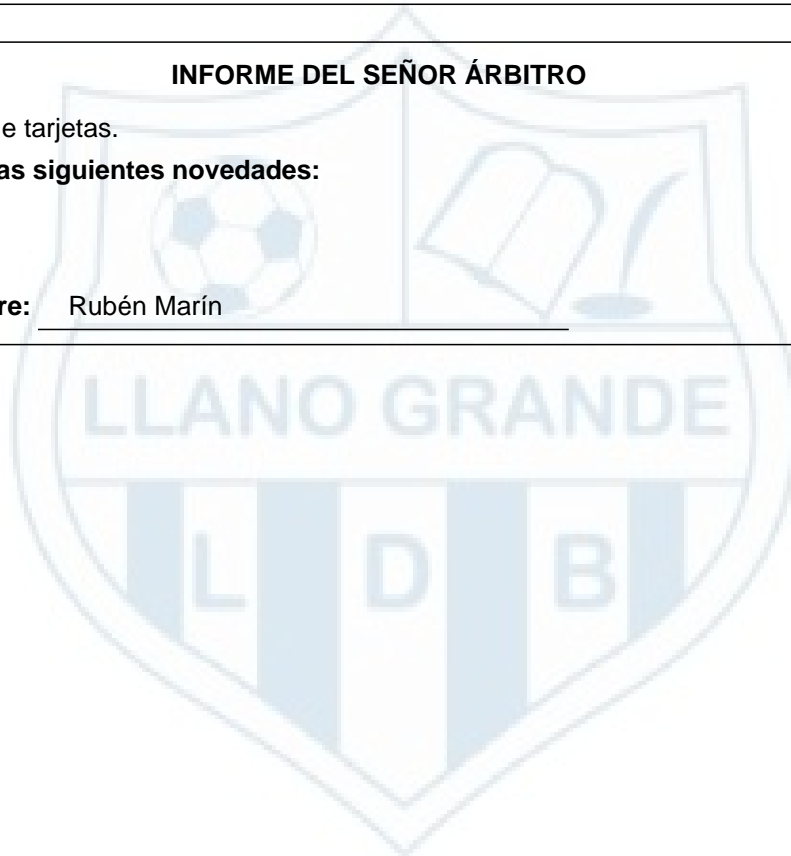 INFORME DEL SEÑOR ÁRBITRO
e tarjetas.
as siguientes novedades:
re: Rubén Marín
LLANO GRANDE
L D B